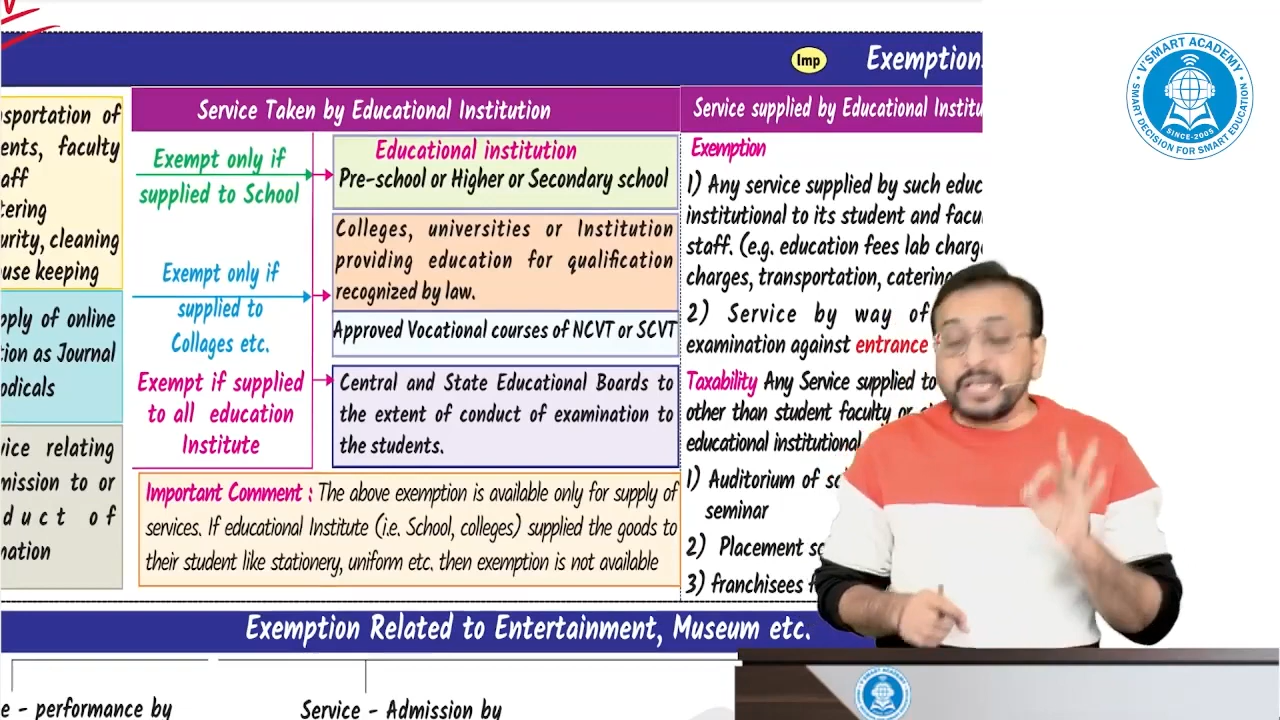 Imp
Exemption
Service Taken by Educational Institution
Service supplied by Educational
sportation of
ents, faculty
aff
tering
urity, cleaning
use keeping
pply of online
tion as Journal
odicals
vice relating
mission to or
duct of
nation
Exempt only if
supplied to School
Exempt only if
supplied to
Collages etc.
Exempt if supplied
to all education
Institute
Educational institution
Pre-school or Higher or Secondary school
Colleges, universities or Institution
providing education for qualification
recognized by law.
Approved Vocational courses of NCVT or SCVT
Central and State Educational Boards to
the extent of conduct of examination to
the students.
Important Comment : The above exemption is available only for supply of
services. If educational Institute (i.e. School, colleges) supplied the goods to
their student like stationery, uniform etc. then exemption is not available
Exemption
1) Any service supplied by such educ
institutional to its student and facu
staff. (e.g. education fees lab charg
charges, transportation, catering
2) Service by way of
examination against entrance
Taxability Any Service supplied to
other than student faculty or
educational institutional
1) Auditorium of
seminar
2) Placement
3) franchisees
Exemption Related to Entertainment, Museum etc.
e - performance by
Service - Admission by
V'SMART ACADEMY
SINCE-2005
SMART DECISION FOR SMART EDUCATION